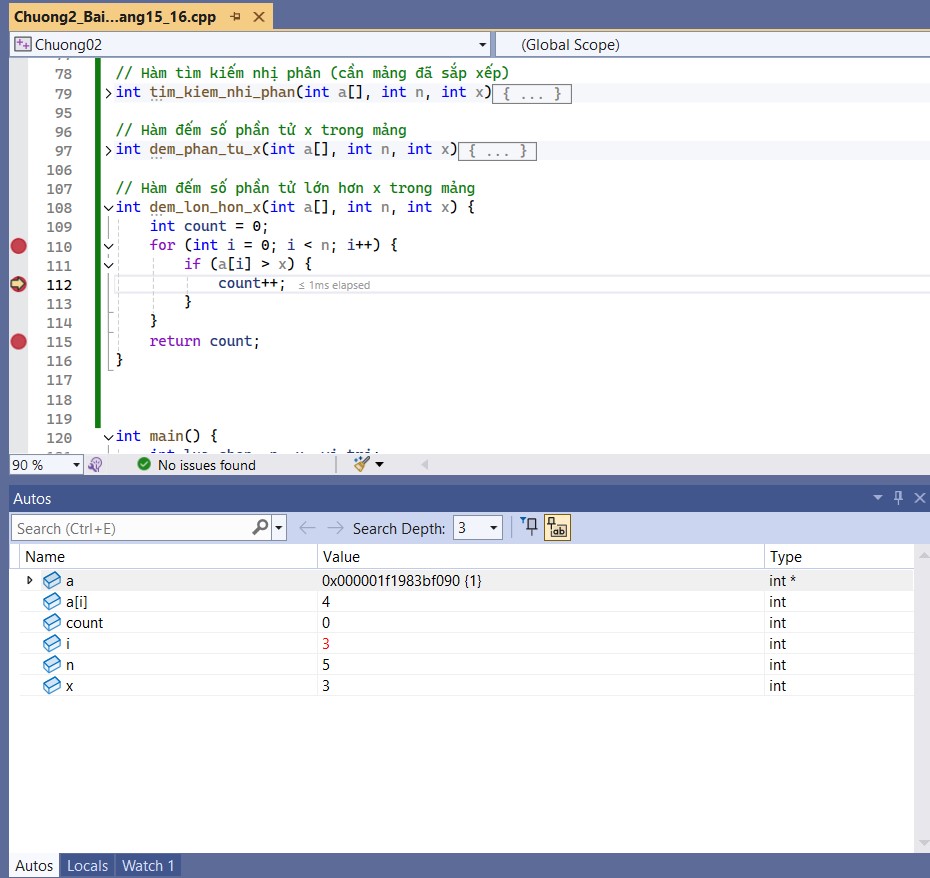 Chuong2_Bai...ang15_16.cpp
Chuong02 (Global Scope)
78 // Hàm tìm kiếm nhị phân (cần mảng đã sắp xếp)
79 int tim_kiem_nhi_phan(int a[], int n, int x) { ... }
95
96 // Hàm đếm số phần tử x trong mảng
97 int dem_phan_tu_x(int a[], int n, int x) { ... }
106
107 // Hàm đếm số phần tử lớn hơn x trong mảng
108 int dem_lon_hon_x(int a[], int n, int x) {
109 int count = 0;
110 for (int i = 0; i < n; i++) {
111 if (a[i] > x) {
112 count++; ≤ 1ms elapsed
113 }
114 }
115 return count;
116 }
117
118
119
120 int main() {
90 % No issues found
Autos
Search (Ctrl+E) Search Depth: 3
Name Value Type
a 0x000001f1983bf090 {1} int *
a[i] 4 int
count 0 int
i 3 int
n 5 int
x 3 int
Autos Locals Watch 1